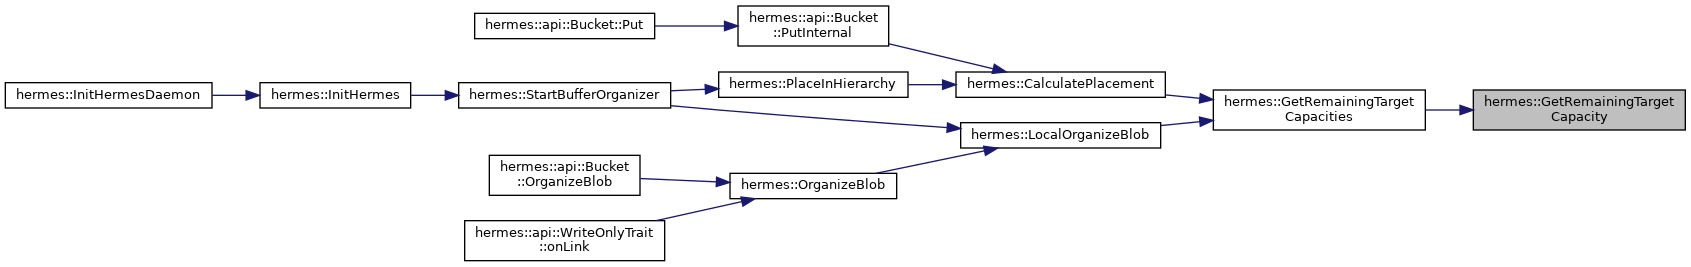 hermes::api::Bucket::Put
hermes::api::Bucket
::PutInternal
hermes::InitHermesDaemon
hermes::InitHermes
hermes::StartBufferOrganizer
hermes::PlaceInHierarchy
hermes::CalculatePlacement
hermes::GetRemainingTarget
Capacities
hermes::GetRemainingTarget
Capacity
hermes::LocalOrganizeBlob
hermes::api::Bucket
::OrganizeBlob
hermes::OrganizeBlob
hermes::api::WriteOnlyTrait
::onLink